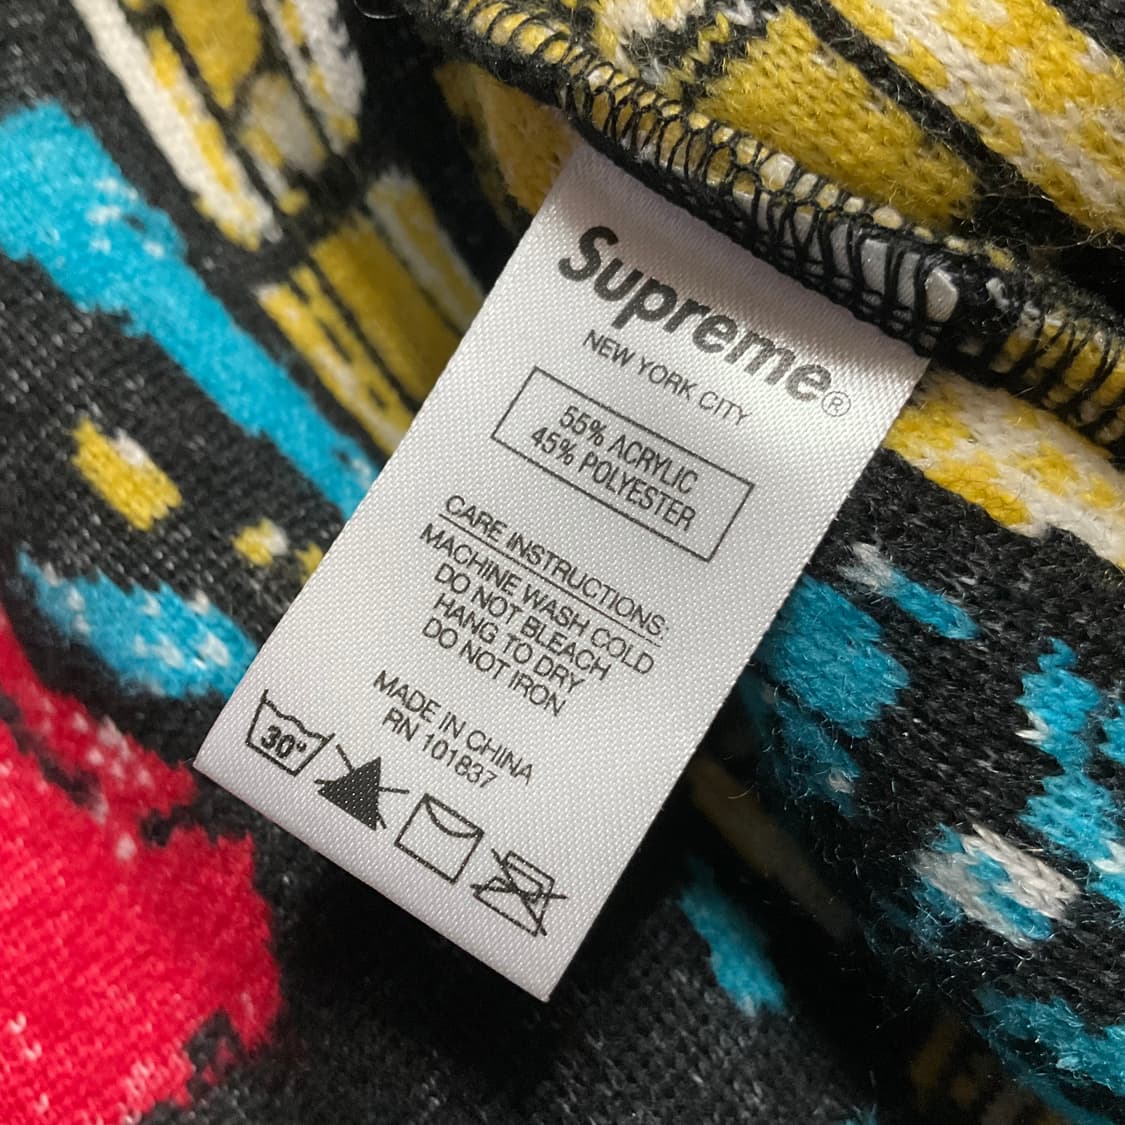 Supreme®
NEW YORK CITY
55% ACRYLIC
45% POLYESTER
CARE INSTRUCTIONS:
MACHINE WASH COLD
DO NOT BLEACH
HANG TO DRY
DO NOT IRON
MADE IN CHINA
RN 101837
30°